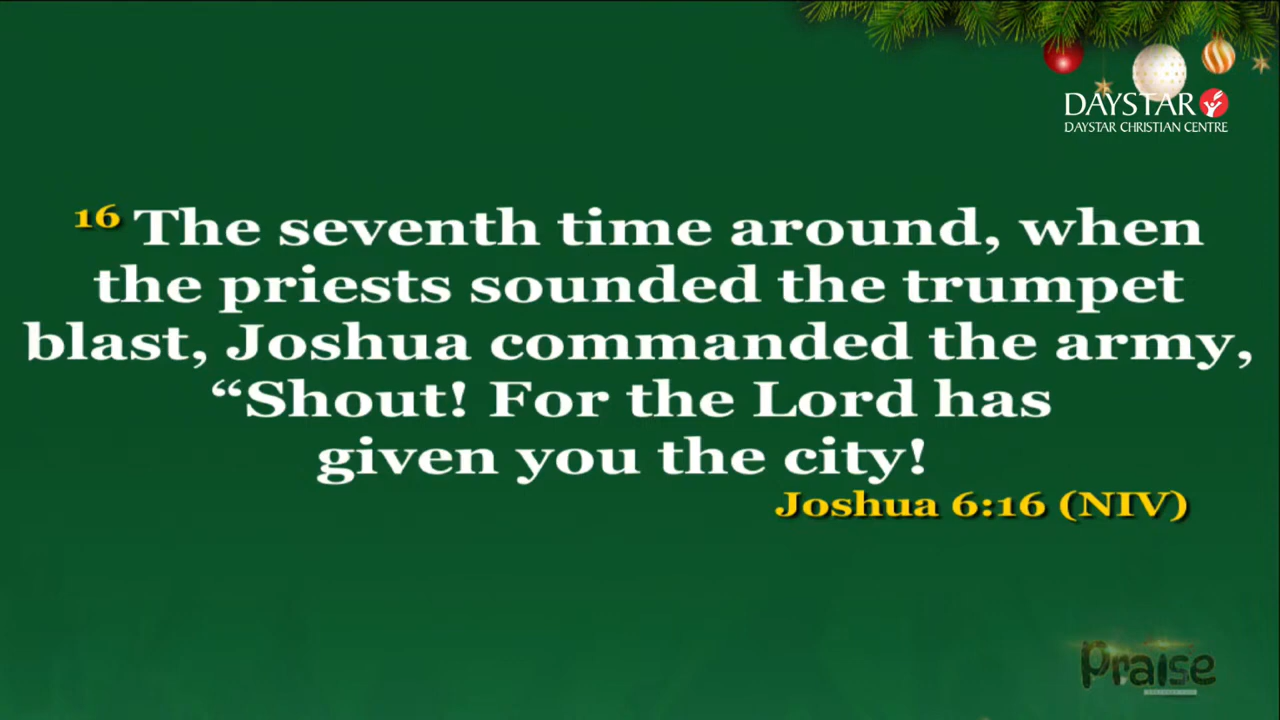 DAYSTAR
DAYSTAR CHRISTIAN CENTRE
16 The seventh time around, when
the priests sounded the trumpet
blast, Joshua commanded the army,
“Shout! For the Lord has
given you the city!
Joshua 6:16 (NIV)
Praise